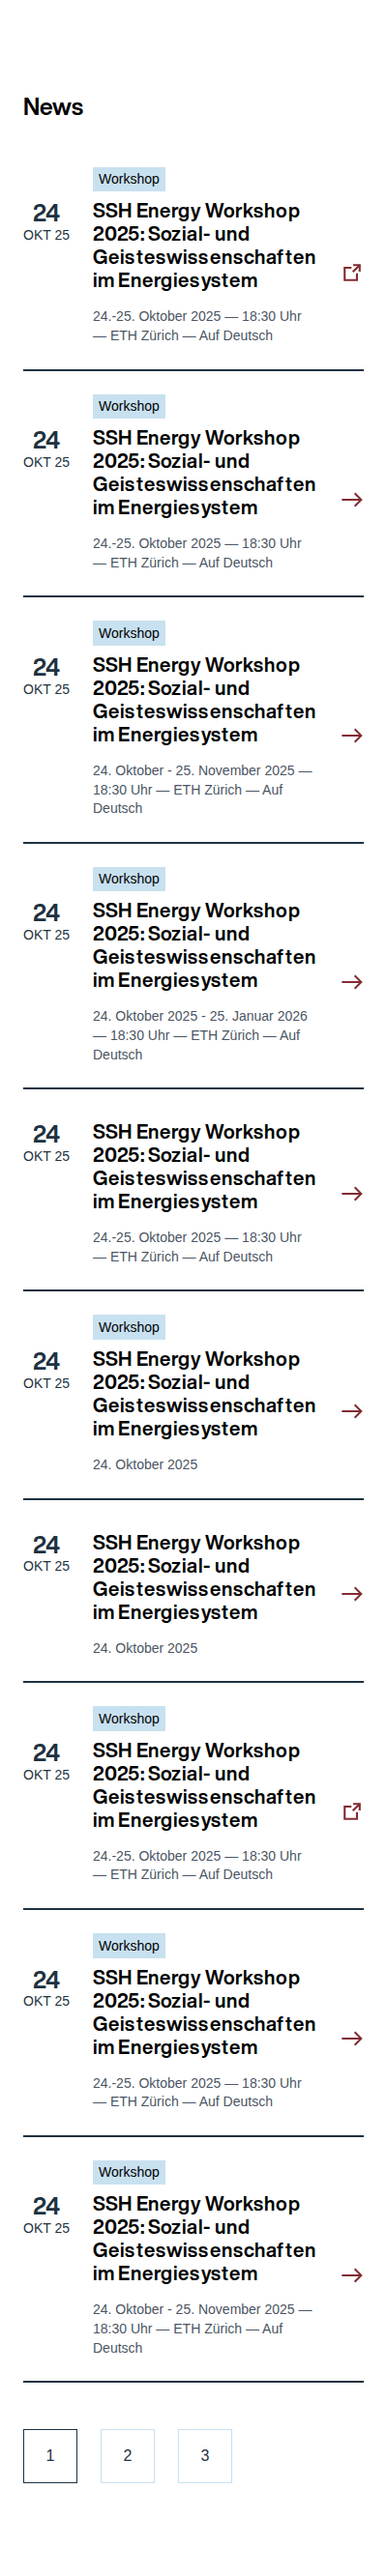 News
Workshop
24
OKT 25
SSH Energy Workshop
2025: Sozial- und
Geisteswissenschaften
im Energiesystem
24.-25. Oktober 2025 — 18:30 Uhr
— ETH Zürich — Auf Deutsch
Workshop
24
OKT 25
SSH Energy Workshop
2025: Sozial- und
Geisteswissenschaften
im Energiesystem
24.-25. Oktober 2025 — 18:30 Uhr
— ETH Zürich — Auf Deutsch
Workshop
24
OKT 25
SSH Energy Workshop
2025: Sozial- und
Geisteswissenschaften
im Energiesystem
24. Oktober - 25. November 2025 —
18:30 Uhr — ETH Zürich — Auf
Deutsch
Workshop
24
OKT 25
SSH Energy Workshop
2025: Sozial- und
Geisteswissenschaften
im Energiesystem
24. Oktober 2025 - 25. Januar 2026
— 18:30 Uhr — ETH Zürich — Auf
Deutsch
24
OKT 25
SSH Energy Workshop
2025: Sozial- und
Geisteswissenschaften
im Energiesystem
24.-25. Oktober 2025 — 18:30 Uhr
— ETH Zürich — Auf Deutsch
Workshop
24
OKT 25
SSH Energy Workshop
2025: Sozial- und
Geisteswissenschaften
im Energiesystem
24. Oktober 2025
24
OKT 25
SSH Energy Workshop
2025: Sozial- und
Geisteswissenschaften
im Energiesystem
24. Oktober 2025
Workshop
24
OKT 25
SSH Energy Workshop
2025: Sozial- und
Geisteswissenschaften
im Energiesystem
24.-25. Oktober 2025 — 18:30 Uhr
— ETH Zürich — Auf Deutsch
Workshop
24
OKT 25
SSH Energy Workshop
2025: Sozial- und
Geisteswissenschaften
im Energiesystem
24.-25. Oktober 2025 — 18:30 Uhr
— ETH Zürich — Auf Deutsch
Workshop
24
OKT 25
SSH Energy Workshop
2025: Sozial- und
Geisteswissenschaften
im Energiesystem
24. Oktober - 25. November 2025 —
18:30 Uhr — ETH Zürich — Auf
Deutsch
1 2 3